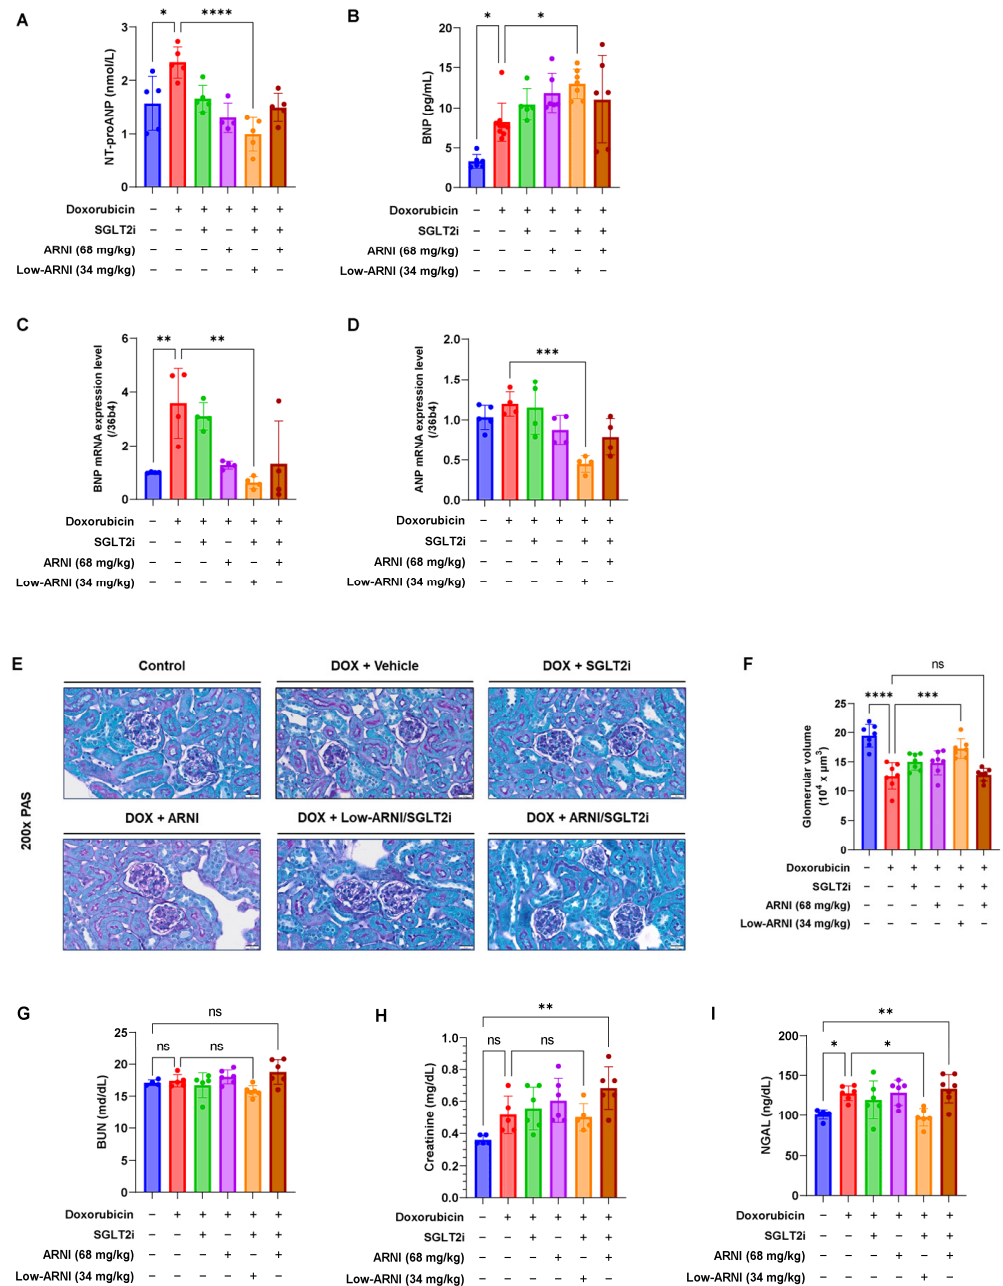 A
* ****
NT-proANP (nmol/L)
3
2
1
0
Doxorubicin − + + + + +
SGLT2i − − + − + +
ARNI (68 mg/kg) − − − + − +
Low-ARNI (34 mg/kg) − − − − + −
B
* *
BNP (pg/mL)
20
15
10
5
0
Doxorubicin − + + + + +
SGLT2i − − + − + +
ARNI (68 mg/kg) − − − + − +
Low-ARNI (34 mg/kg) − − − − + −
C
** **
BNP mRNA expression level
(/36b4)
6
4
2
0
Doxorubicin − + + + + +
SGLT2i − − + − + +
ARNI (68 mg/kg) − − − + − +
Low-ARNI (34 mg/kg) − − − − + −
D
***
ANP mRNA expression level
(/36b4)
2.0
1.5
1.0
0.5
0.0
Doxorubicin − + + + + +
SGLT2i − − + − + +
ARNI (68 mg/kg) − − − + − +
Low-ARNI (34 mg/kg) − − − − + −
E
200x PAS
Control DOX + Vehicle DOX + SGLT2i
DOX + ARNI DOX + Low-ARNI/SGLT2i DOX + ARNI/SGLT2i
F
ns
**** ***
Glomerular volume
(10⁴ x µm³)
25
20
15
10
5
0
Doxorubicin − + + + + +
SGLT2i − − + − + +
ARNI (68 mg/kg) − − − + − +
Low-ARNI (34 mg/kg) − − − − + −
G
ns
ns ns
BUN (md/dL)
25
20
15
10
5
0
Doxorubicin − + + + + +
SGLT2i − − + − + +
ARNI (68 mg/kg) − − − + − +
Low-ARNI (34 mg/kg) − − − − + −
H
**
ns ns
Creatinine (mg/dL)
1.0
0.8
0.6
0.4
0.2
0.0
Doxorubicin − + + + + +
SGLT2i − − + − + +
ARNI (68 mg/kg) − − − + − +
Low-ARNI (34 mg/kg) − − − − + −
I
**
* *
NGAL (ng/dL)
200
150
100
50
0
Doxorubicin − + + + + +
SGLT2i − − + − + +
ARNI (68 mg/kg) − − − + − +
Low-ARNI (34 mg/kg) − − − − + −